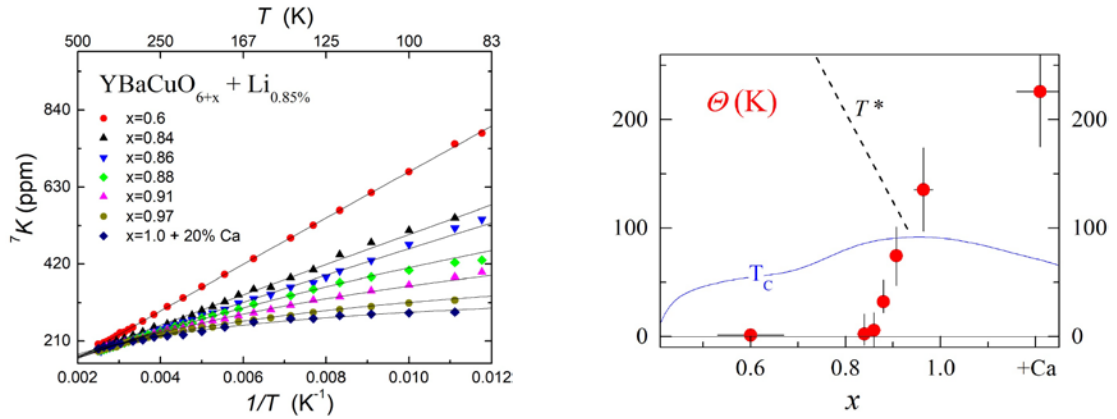 T (K)
500 250 167 125 100 83
YBaCuO6+x + Li0.85%
x=0.6
x=0.84
x=0.86
x=0.88
x=0.91
x=0.97
x=1.0 + 20% Ca
7K (ppm)
840
630
420
210
0.002 0.004 0.006 0.008 0.010 0.012
1/T (K-1)
Θ (K)
T*
TC
200
100
0
200
100
0
0.6 0.8 1.0 +Ca
x